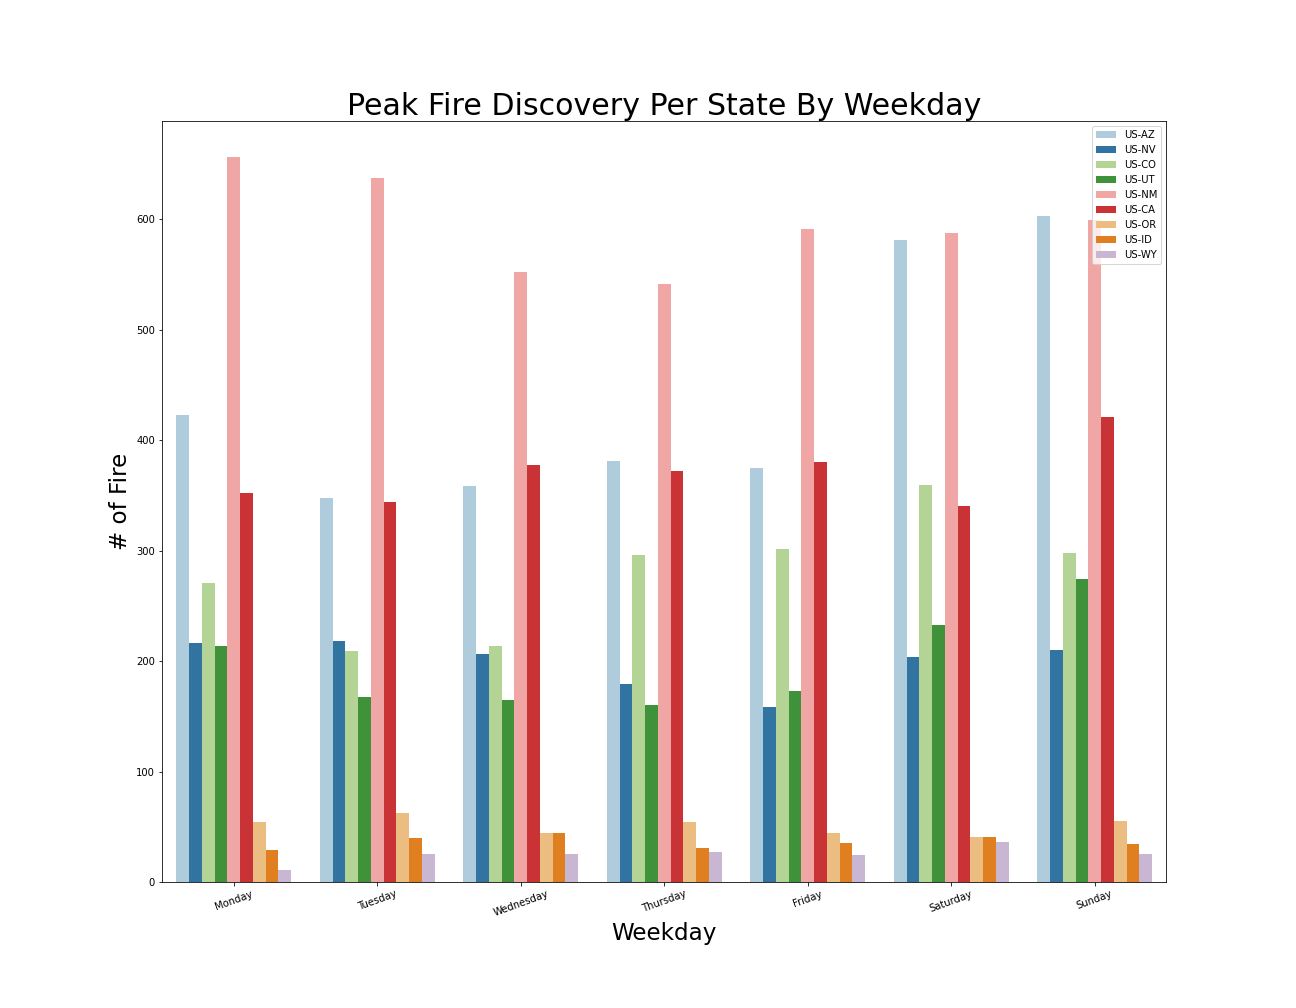 Peak Fire Discovery Per State By Weekday
US-AZ
US-NV
US-CO
US-UT
US-NM
US-CA
US-OR
US-ID
US-WY
600
500
400
300
200
100
0
# of Fire
Monday
Tuesday
Wednesday
Thursday
Friday
Saturday
Sunday
Weekday